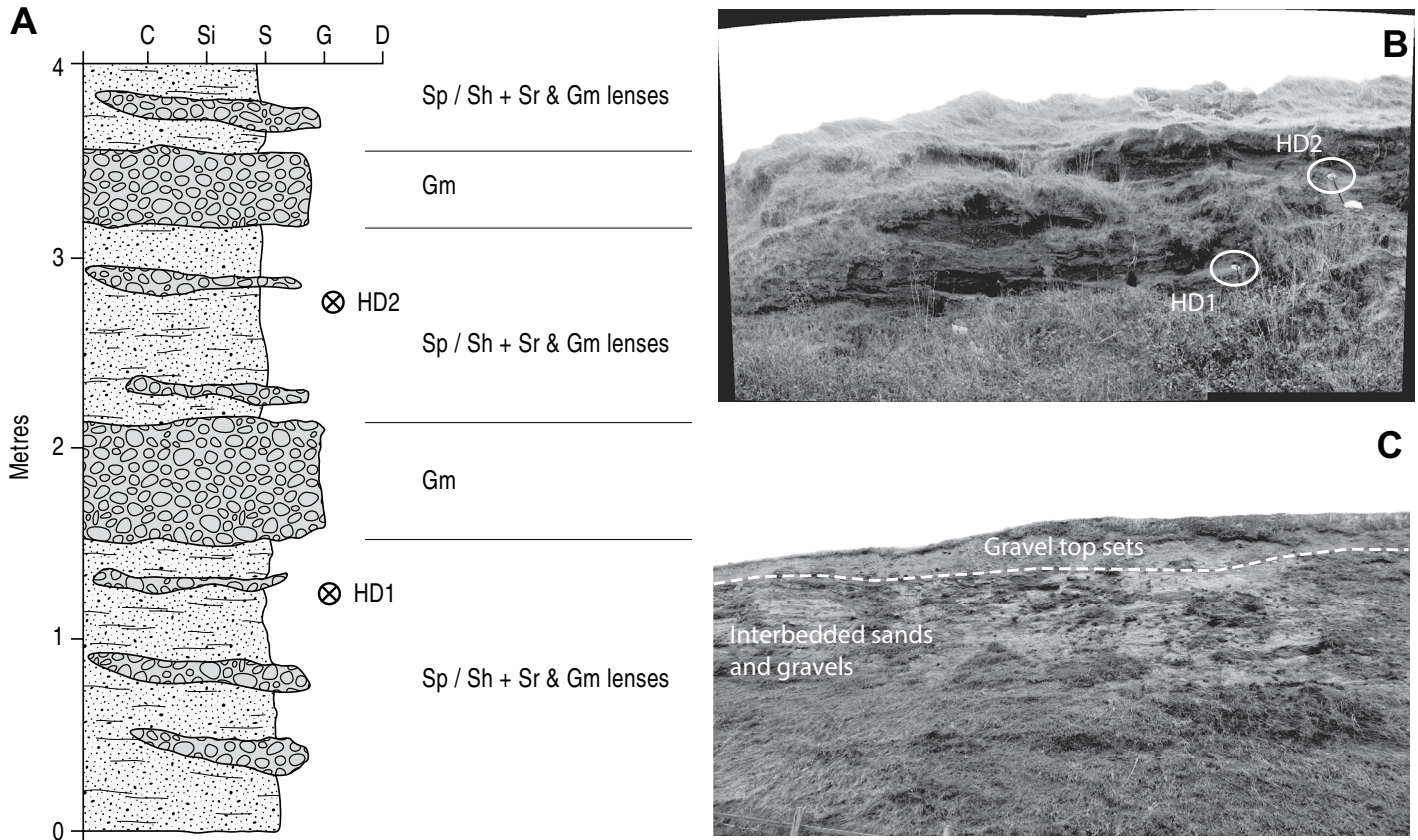 A
C Si S G D
4
Sp / Sh + Sr & Gm lenses
Gm
3
HD2
Sp / Sh + Sr & Gm lenses
Metres
2
Gm
HD1
1
Sp / Sh + Sr & Gm lenses
0
B
HD2
HD1
C
Gravel top sets
Interbedded sands
and gravels